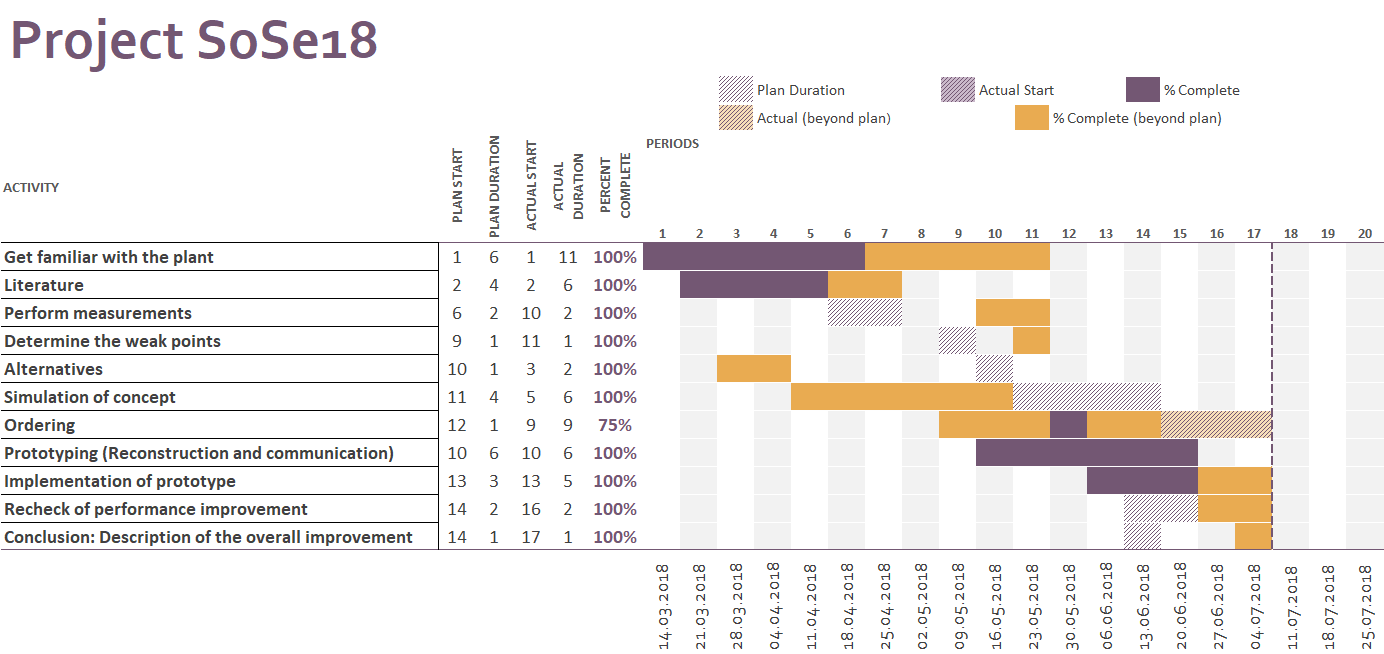 Project SoSe18
Plan Duration
Actual Start
% Complete
Actual (beyond plan)
% Complete (beyond plan)
ACTIVITY
PLAN START
PLAN DURATION
ACTUAL START
ACTUAL
DURATION
PERCENT
COMPLETE
PERIODS
1 2 3 4 5 6 7 8 9 10 11 12 13 14 15 16 17 18 19 20
Get familiar with the plant 1 6 1 11 100%
Literature 2 4 2 6 100%
Perform measurements 6 2 10 2 100%
Determine the weak points 9 1 11 1 100%
Alternatives 10 1 3 2 100%
Simulation of concept 11 4 5 6 100%
Ordering 12 1 9 9 75%
Prototyping (Reconstruction and communication) 10 6 10 6 100%
Implementation of prototype 13 3 13 5 100%
Recheck of performance improvement 14 2 16 2 100%
Conclusion: Description of the overall improvement 14 1 17 1 100%
14.03.2018
21.03.2018
28.03.2018
04.04.2018
11.04.2018
18.04.2018
25.04.2018
02.05.2018
09.05.2018
16.05.2018
23.05.2018
30.05.2018
06.06.2018
13.06.2018
20.06.2018
27.06.2018
04.07.2018
11.07.2018
18.07.2018
25.07.2018